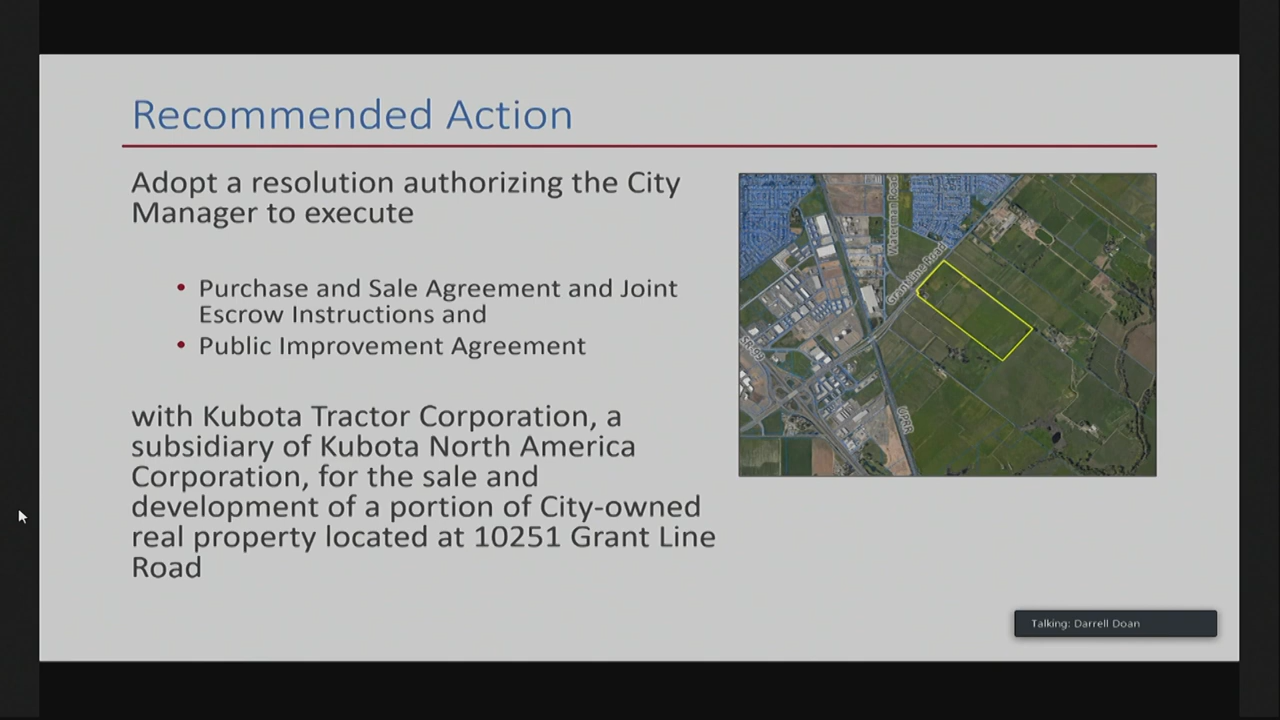 Recommended Action
Adopt a resolution authorizing the City
Manager to execute
• Purchase and Sale Agreement and Joint
Escrow Instructions and
• Public Improvement Agreement
with Kubota Tractor Corporation, a
subsidiary of Kubota North America
Corporation, for the sale and
development of a portion of City-owned
real property located at 10251 Grant Line
Road
Waterman Road
Grant Line Road
SR-99
UPRR
Talking: Darrell Doan